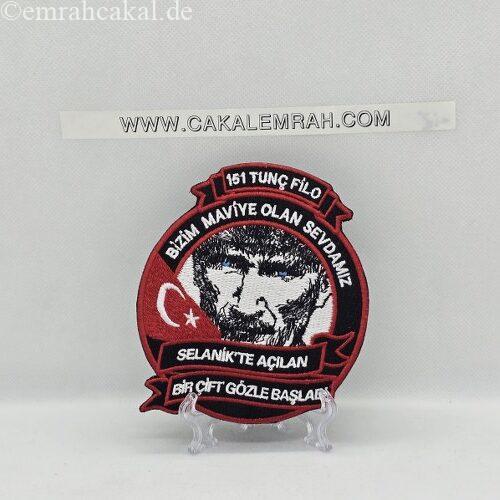 ©emrahcakal.de
WWW.CAKALEMRAH.COM
151 TUNÇ FİLO
BİZİM MAVİYE OLAN SEVDAMIZ
SELANİK'TE AÇILAN
BİR ÇİFT GÖZLE BAŞLADI